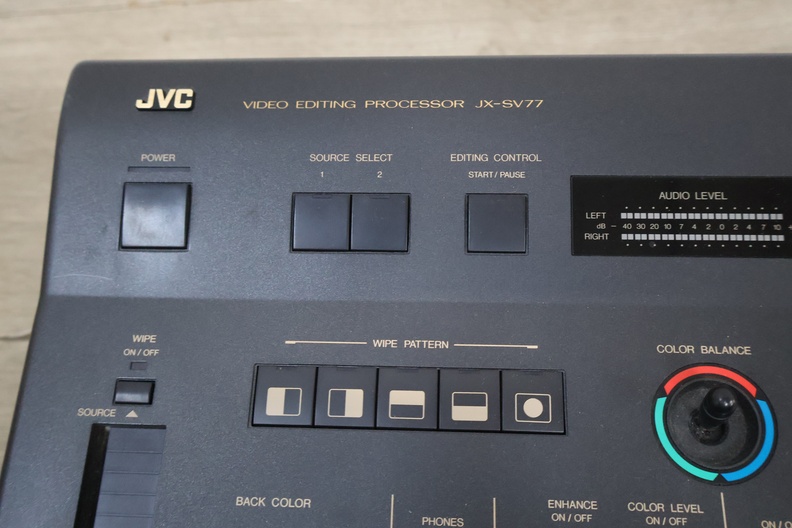 JVC
VIDEO EDITING PROCESSOR JX-SV77
POWER
SOURCE SELECT
1 2
EDITING CONTROL
START / PAUSE
AUDIO LEVEL
LEFT
dB - 40 30 20 10 7 4 2 0 2 4 7 10 +
RIGHT
WIPE
ON / OFF
WIPE PATTERN
COLOR BALANCE
SOURCE
BACK COLOR
PHONES
ENHANCE
ON / OFF
COLOR LEVEL
ON / OFF
ON / O